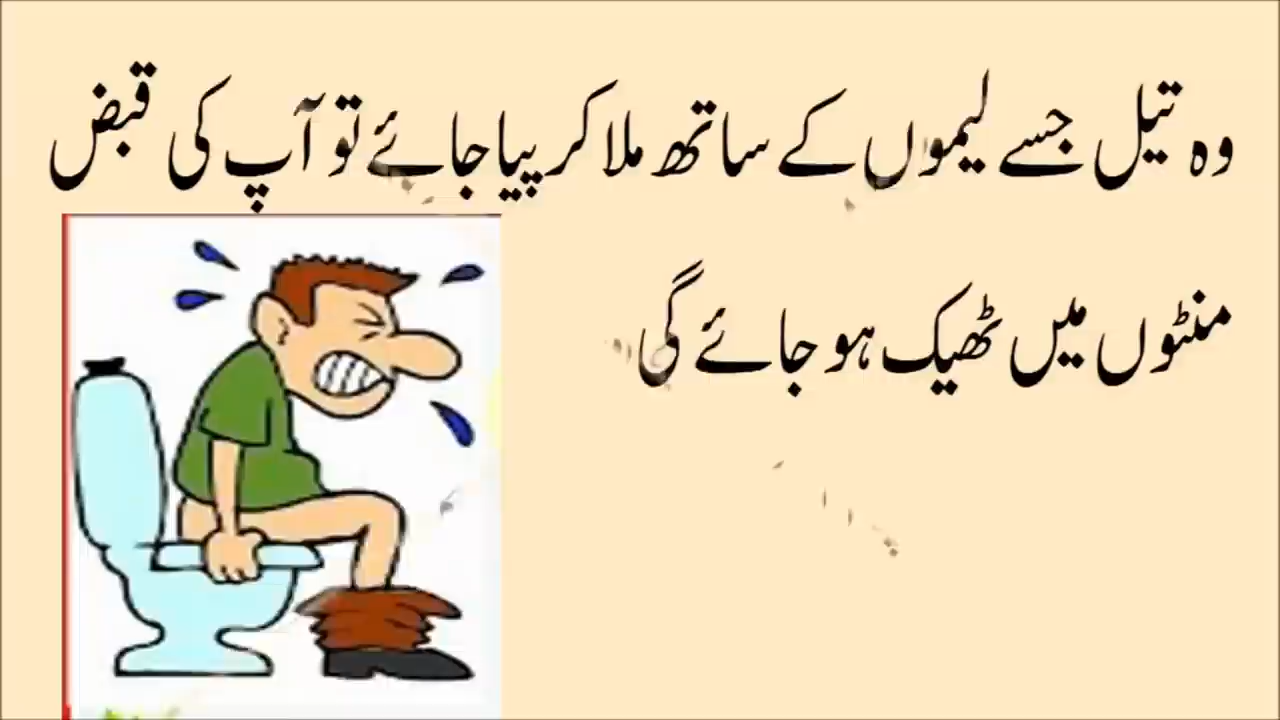 وہ تیل جسے لیموں کے ساتھ ملا کر پیا جائے تو آپ کی قبض
منٹوں میں ٹھیک ہو جائے گی